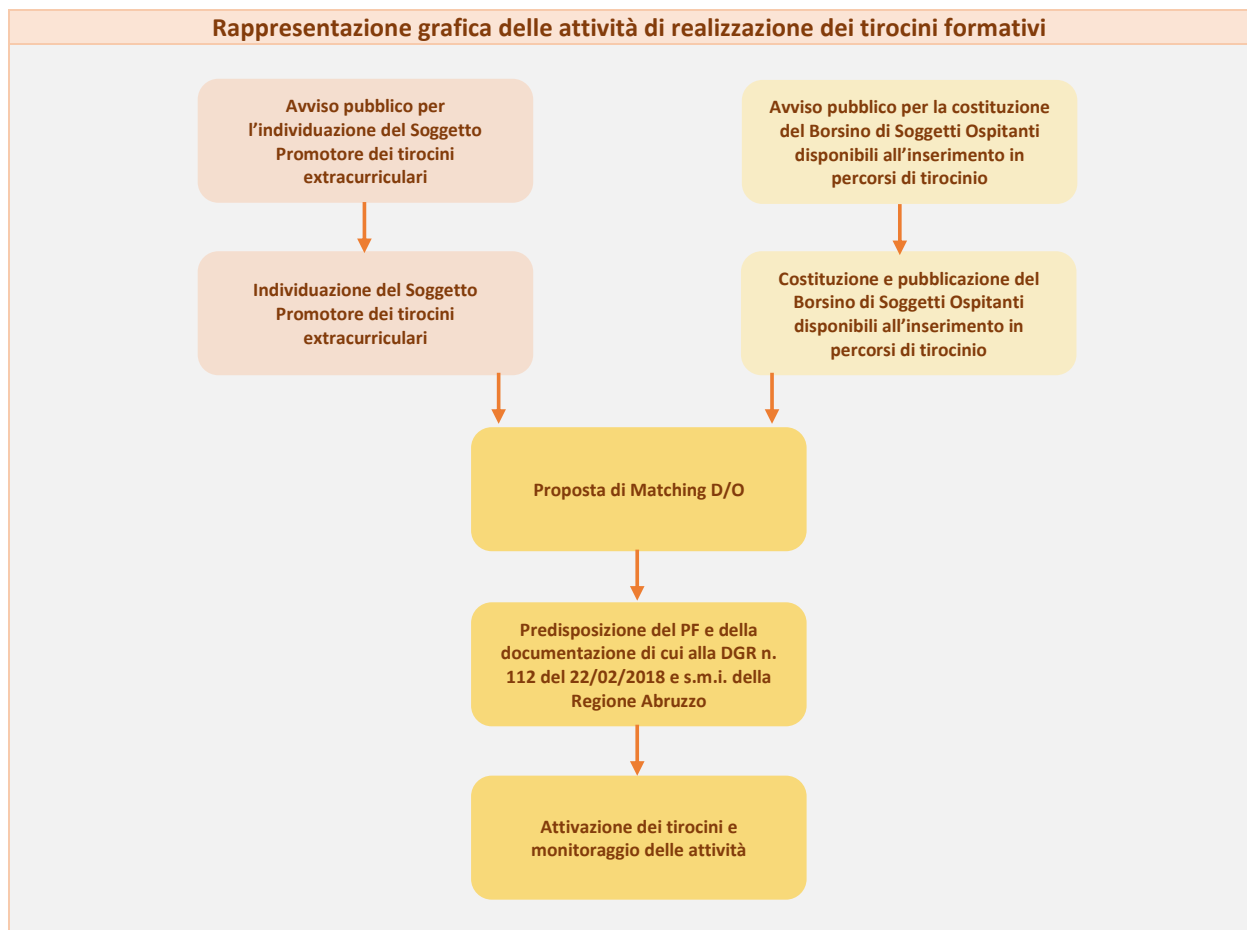 Rappresentazione grafica delle attività di realizzazione dei tirocini formativi
Avviso pubblico per
l'individuazione del Soggetto
Promotore dei tirocini
extracurriculari
Avviso pubblico per la costituzione
del Borsino di Soggetti Ospitanti
disponibili all'inserimento in
percorsi di tirocinio
Individuazione del Soggetto
Promotore dei tirocini
extracurriculari
Costituzione e pubblicazione del
Borsino di Soggetti Ospitanti
disponibili all'inserimento in
percorsi di tirocinio
Proposta di Matching D/O
Predisposizione del PF e della
documentazione di cui alla DGR n.
112 del 22/02/2018 e s.m.i. della
Regione Abruzzo
Attivazione dei tirocini e
monitoraggio delle attività